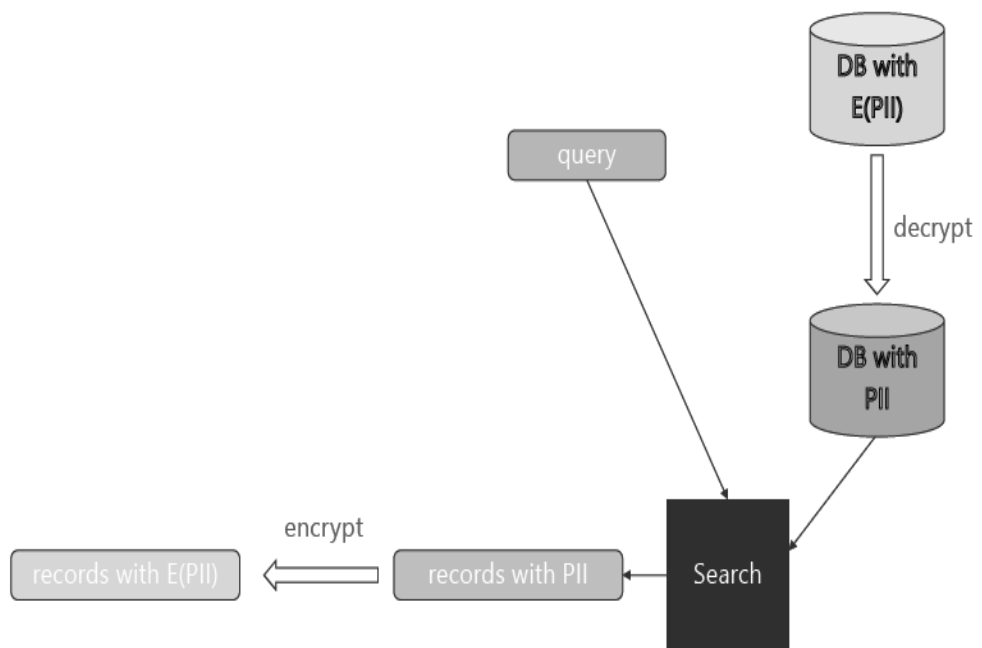 DB with
E(PII)
query
decrypt
DB with
PII
encrypt
records with E(PII)
records with PII
Search